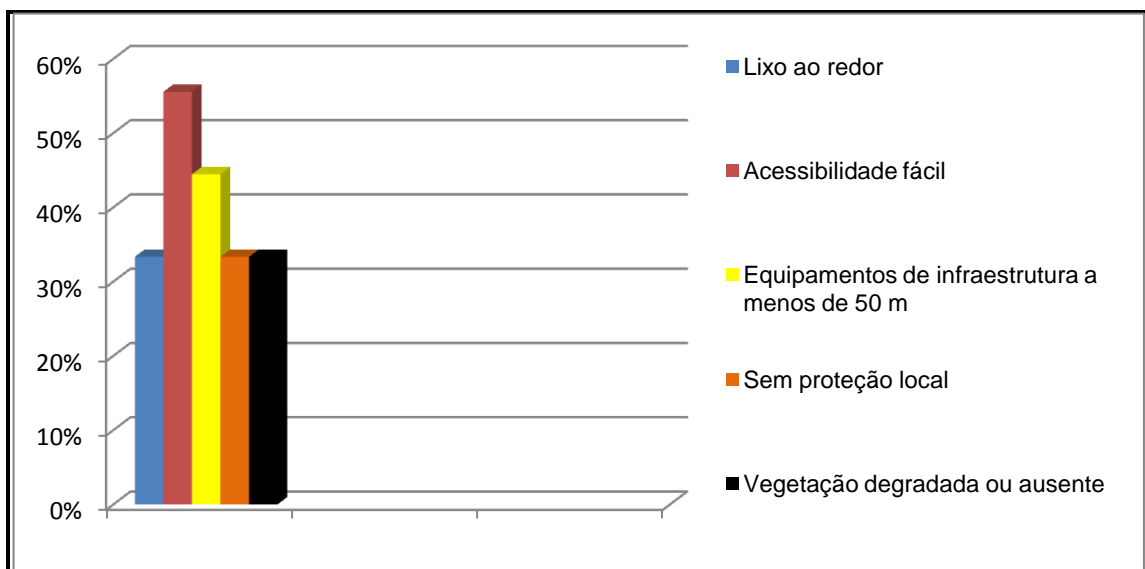 60%
50%
40%
30%
20%
10%
0%
Lixo ao redor
Acessibilidade fácil
Equipamentos de infraestrutura a
menos de 50 m
Sem proteção local
Vegetação degradada ou ausente